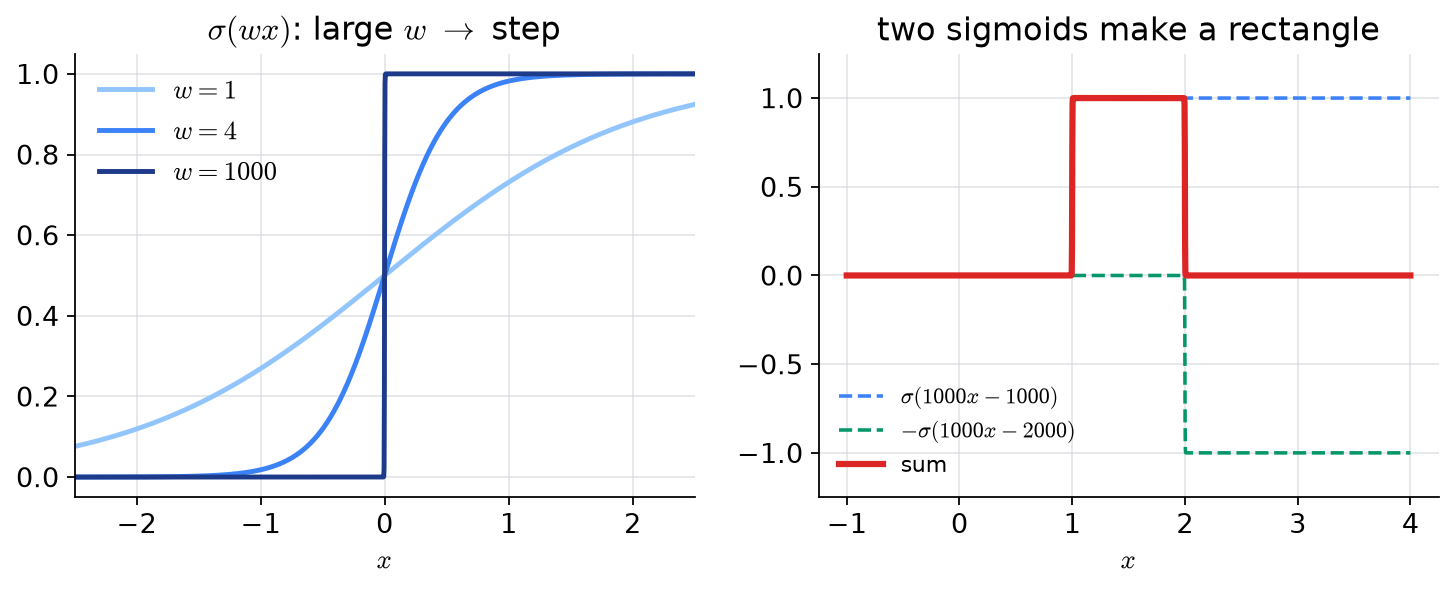 σ(wx): large w → step
1.0
0.8
0.6
0.4
0.2
0.0
w = 1
w = 4
w = 1000
−2 −1 0 1 2
x
two sigmoids make a rectangle
1.0
0.5
0.0
−0.5
−1.0
σ(1000x − 1000)
−σ(1000x − 2000)
sum
−1 0 1 2 3 4
x